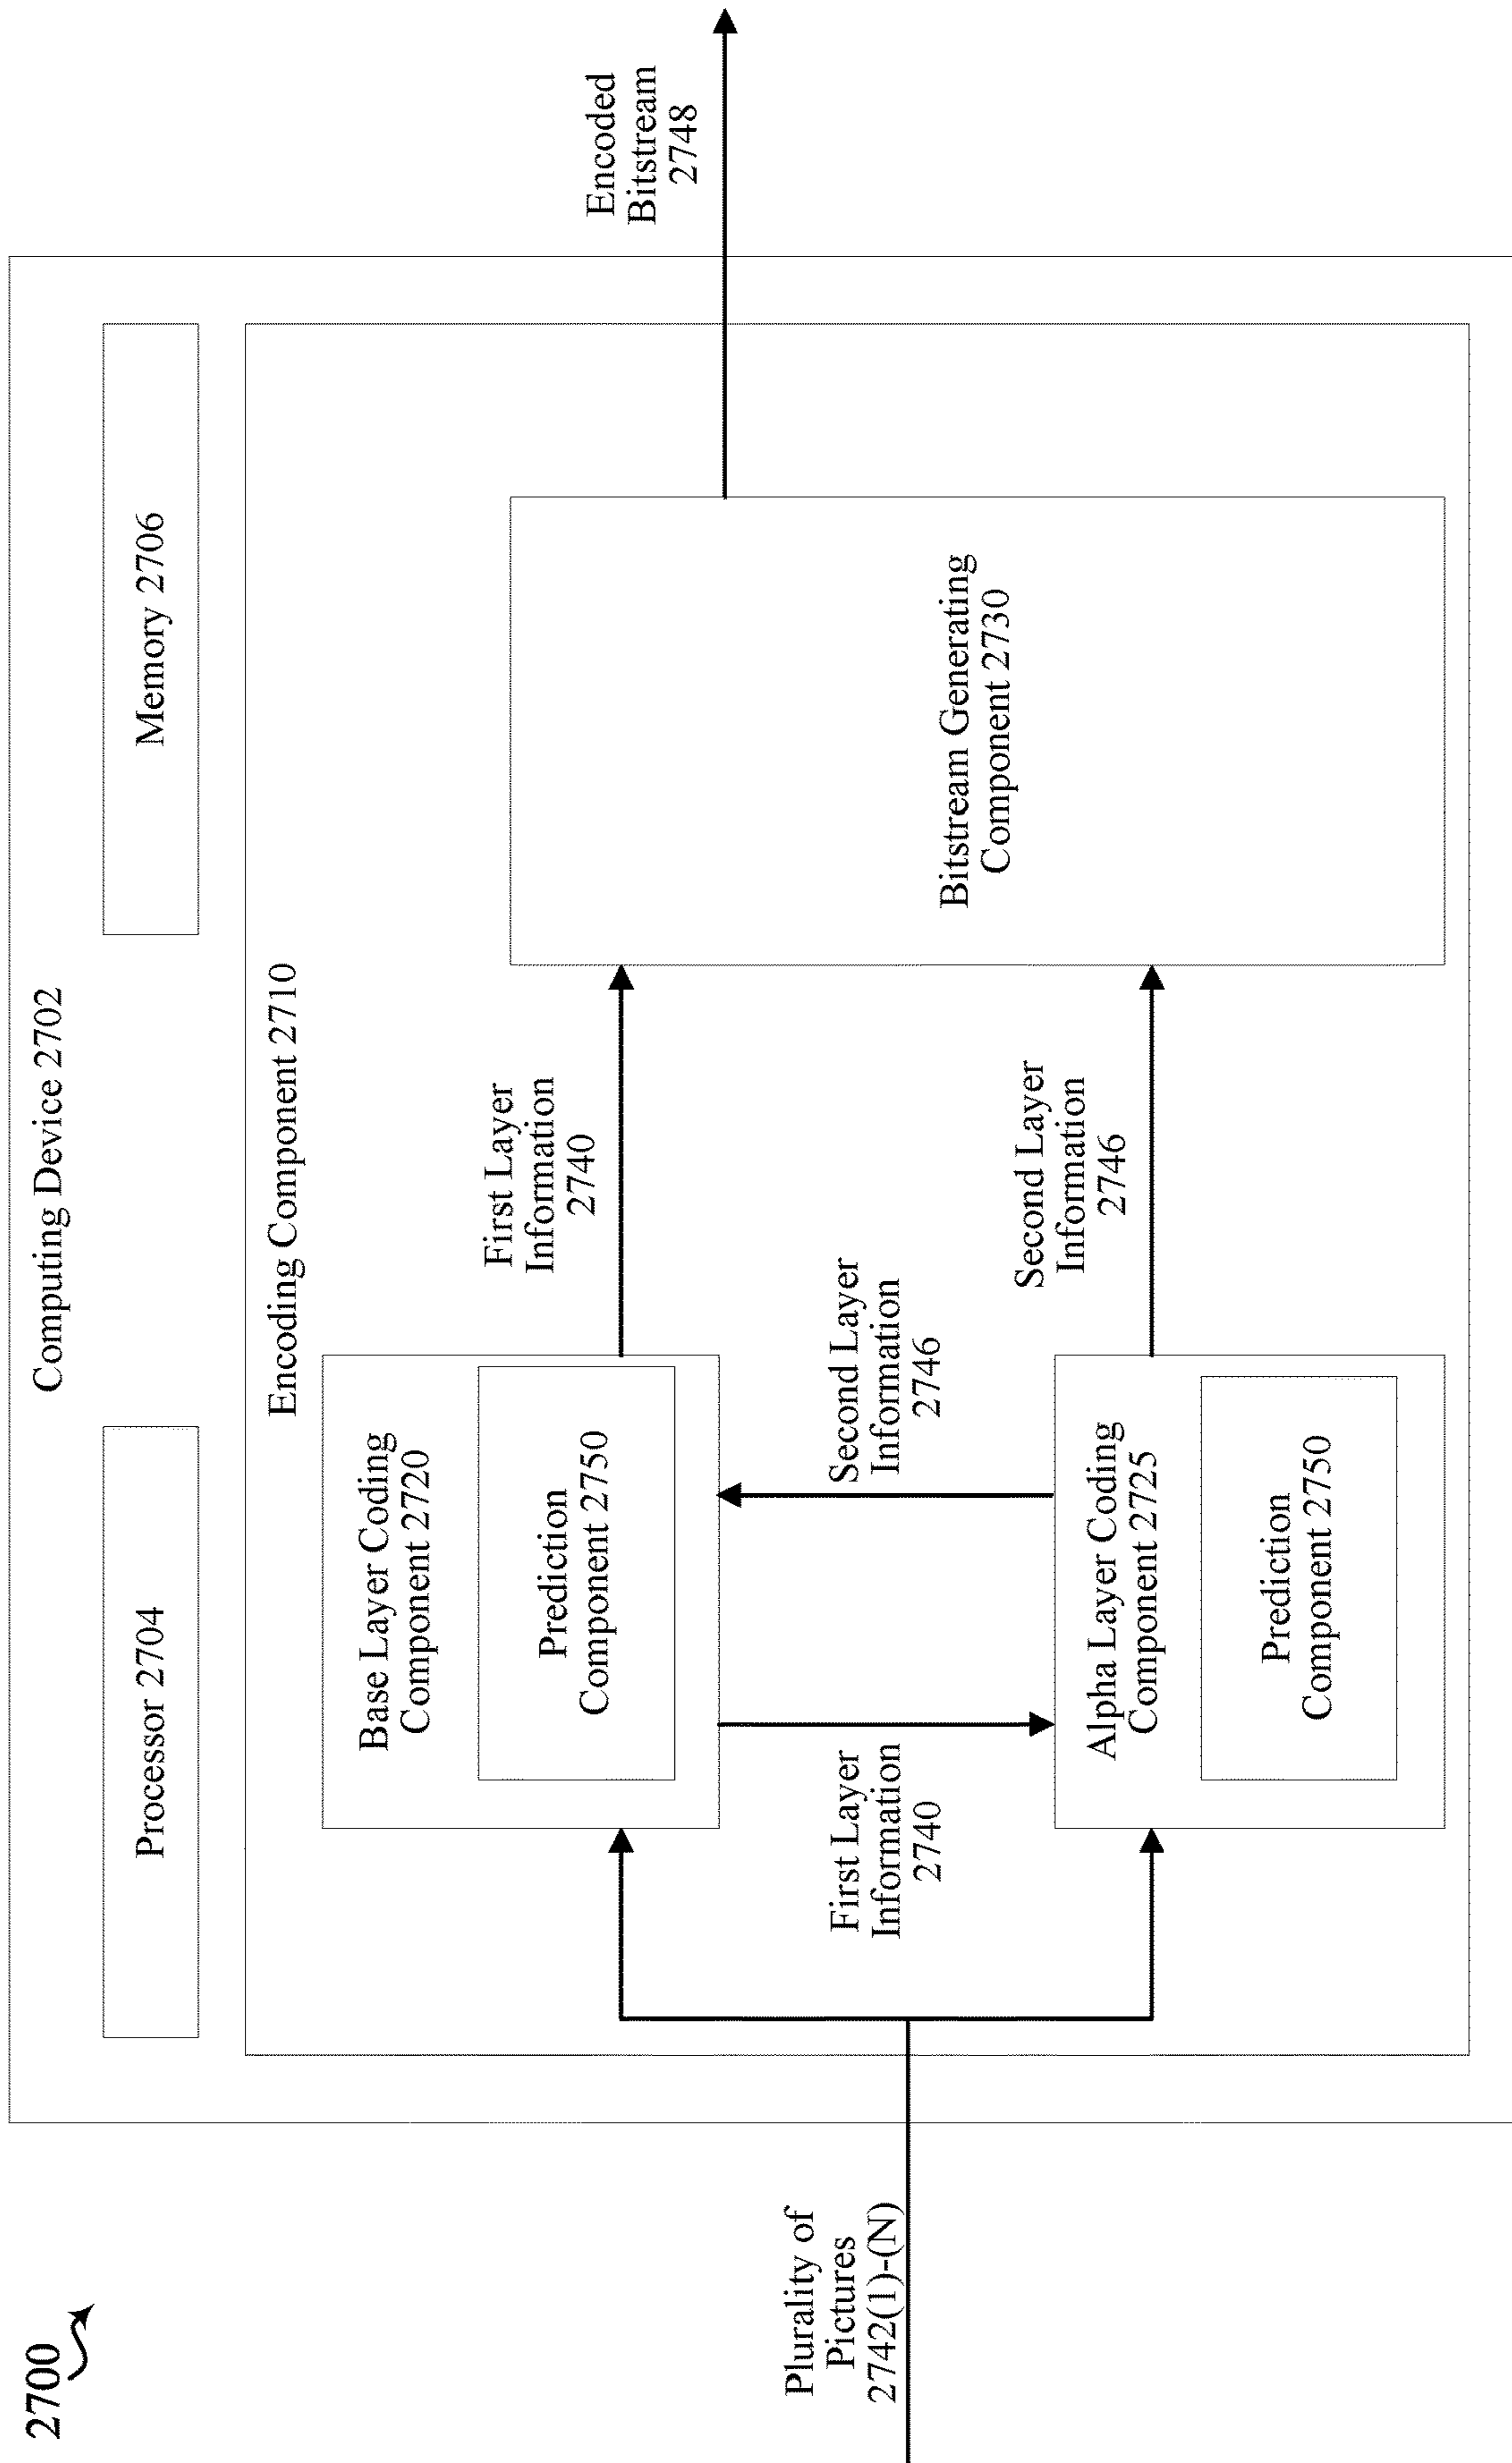 2700
Computing Device 2702
Processor 2704
Memory 2706
Encoding Component 2710
Base Layer Coding
Component 2720
Prediction
Component 2750
First Layer
Information
2740
Bitstream Generating
Component 2730
Encoded
Bitstream
2748
Plurality of
Pictures
2742(1)-(N)
First Layer
Information
2740
Second Layer
Information
2746
Alpha Layer Coding
Component 2725
Prediction
Component 2750
Second Layer
Information
2746